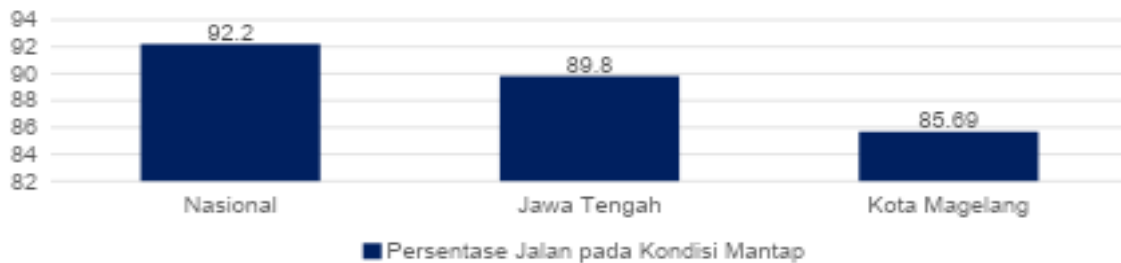 94
92
90
88
86
84
82
92.2
89.8
85.69
Nasional
Jawa Tengah
Kota Magelang
Persentase Jalan pada Kondisi Mantap